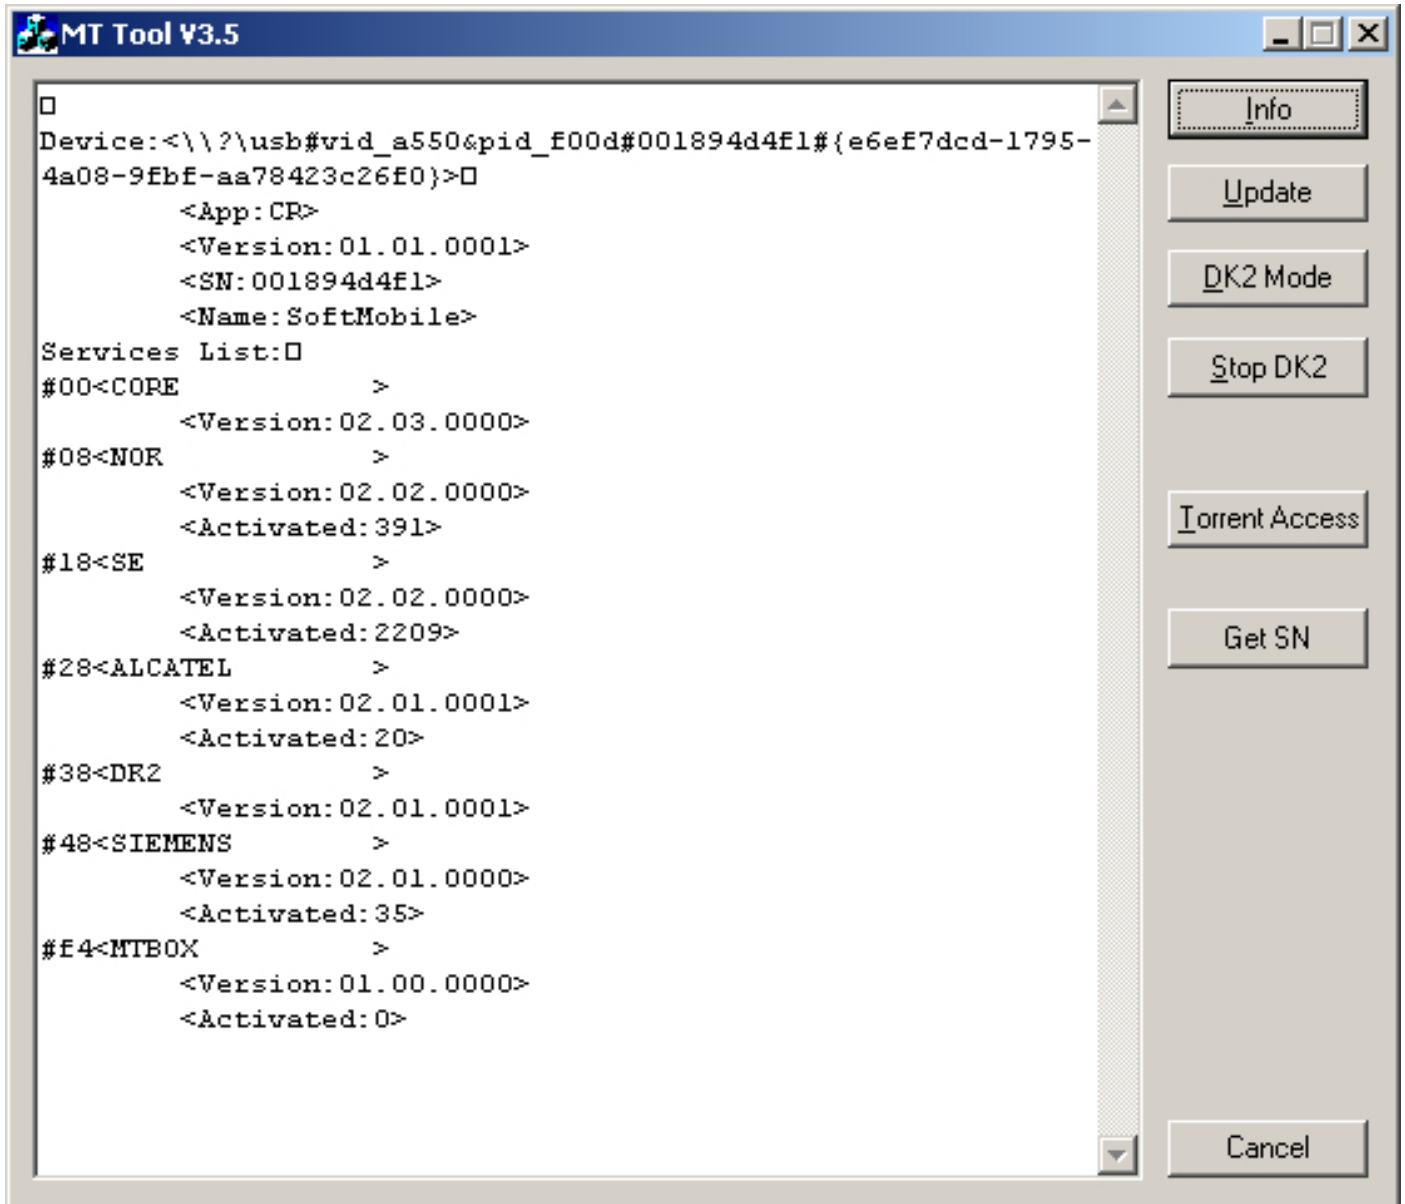 MT Tool V3.5
Device:<\\?\usb#vid_a550&pid_f00d#001894d4f1#{e6ef7dcd-1795-
4a08-9fbf-aa78423c26f0}>
<App:CR>
<Version:01.01.0001>
<SN:001894d4f1>
<Name:SoftMobile>
Services List:
#00<CORE >
<Version:02.03.0000>
#08<NOK >
<Version:02.02.0000>
<Activated:391>
#18<SE >
<Version:02.02.0000>
<Activated:2209>
#28<ALCATEL >
<Version:02.01.0001>
<Activated:20>
#38<DK2 >
<Version:02.01.0001>
#48<SIEMENS >
<Version:02.01.0000>
<Activated:35>
#f4<MTBOX >
<Version:01.00.0000>
<Activated:0>
Info
Update
DK2 Mode
Stop DK2
Torrent Access
Get SN
Cancel